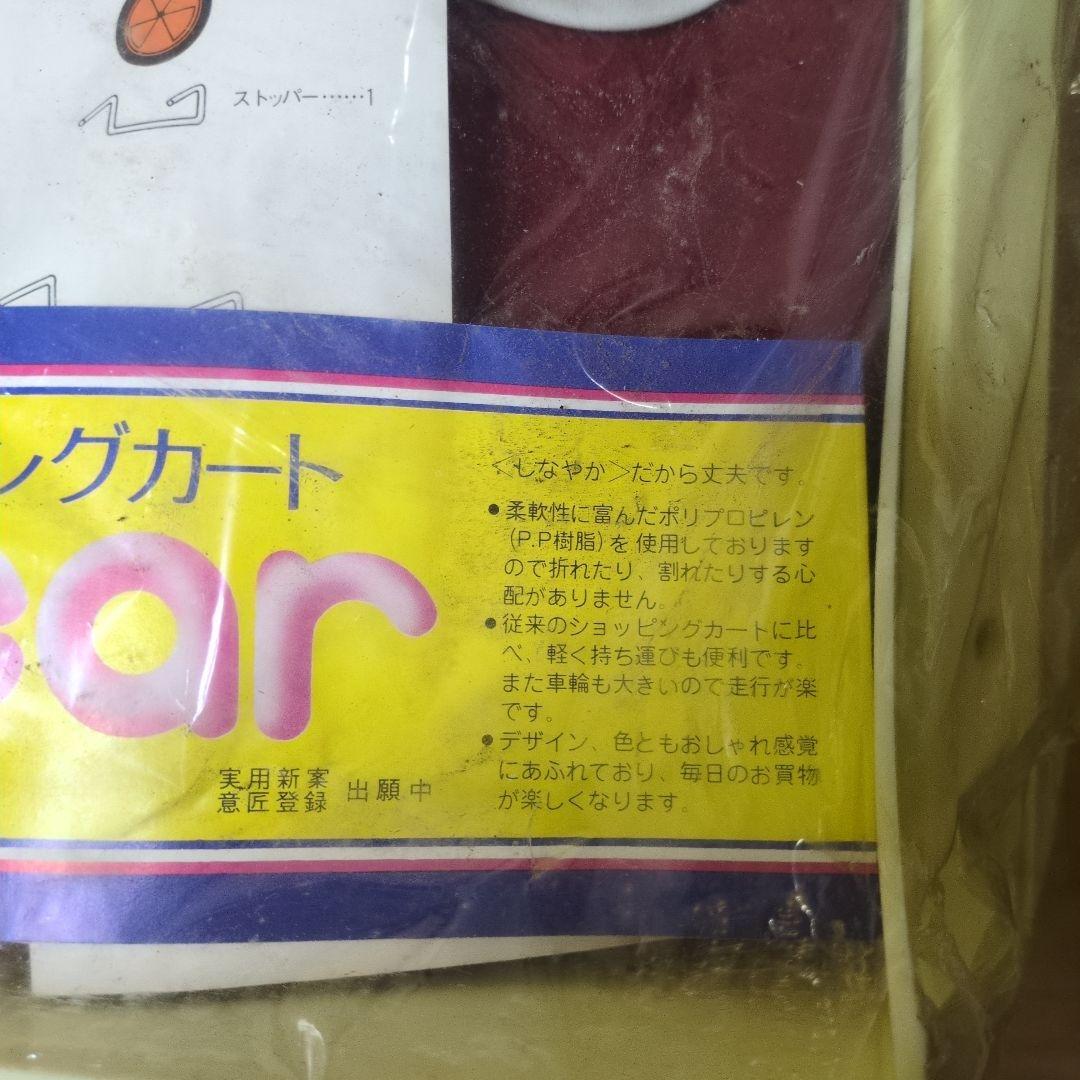 ストッパー……1
ングカート
car
実用新案
意匠登録 出願中
＜しなやか＞だから丈夫です。
●柔軟性に富んだポリプロピレン
(P.P樹脂)を使用しております
ので折れたり、割れたりする心
配がありません。
●従来のショッピングカートに比
べ、軽く持ち運びも便利です。
また車輪も大きいので走行が楽
です。
●デザイン、色ともおしゃれ感覚
にあふれており、毎日のお買物
が楽しくなります。